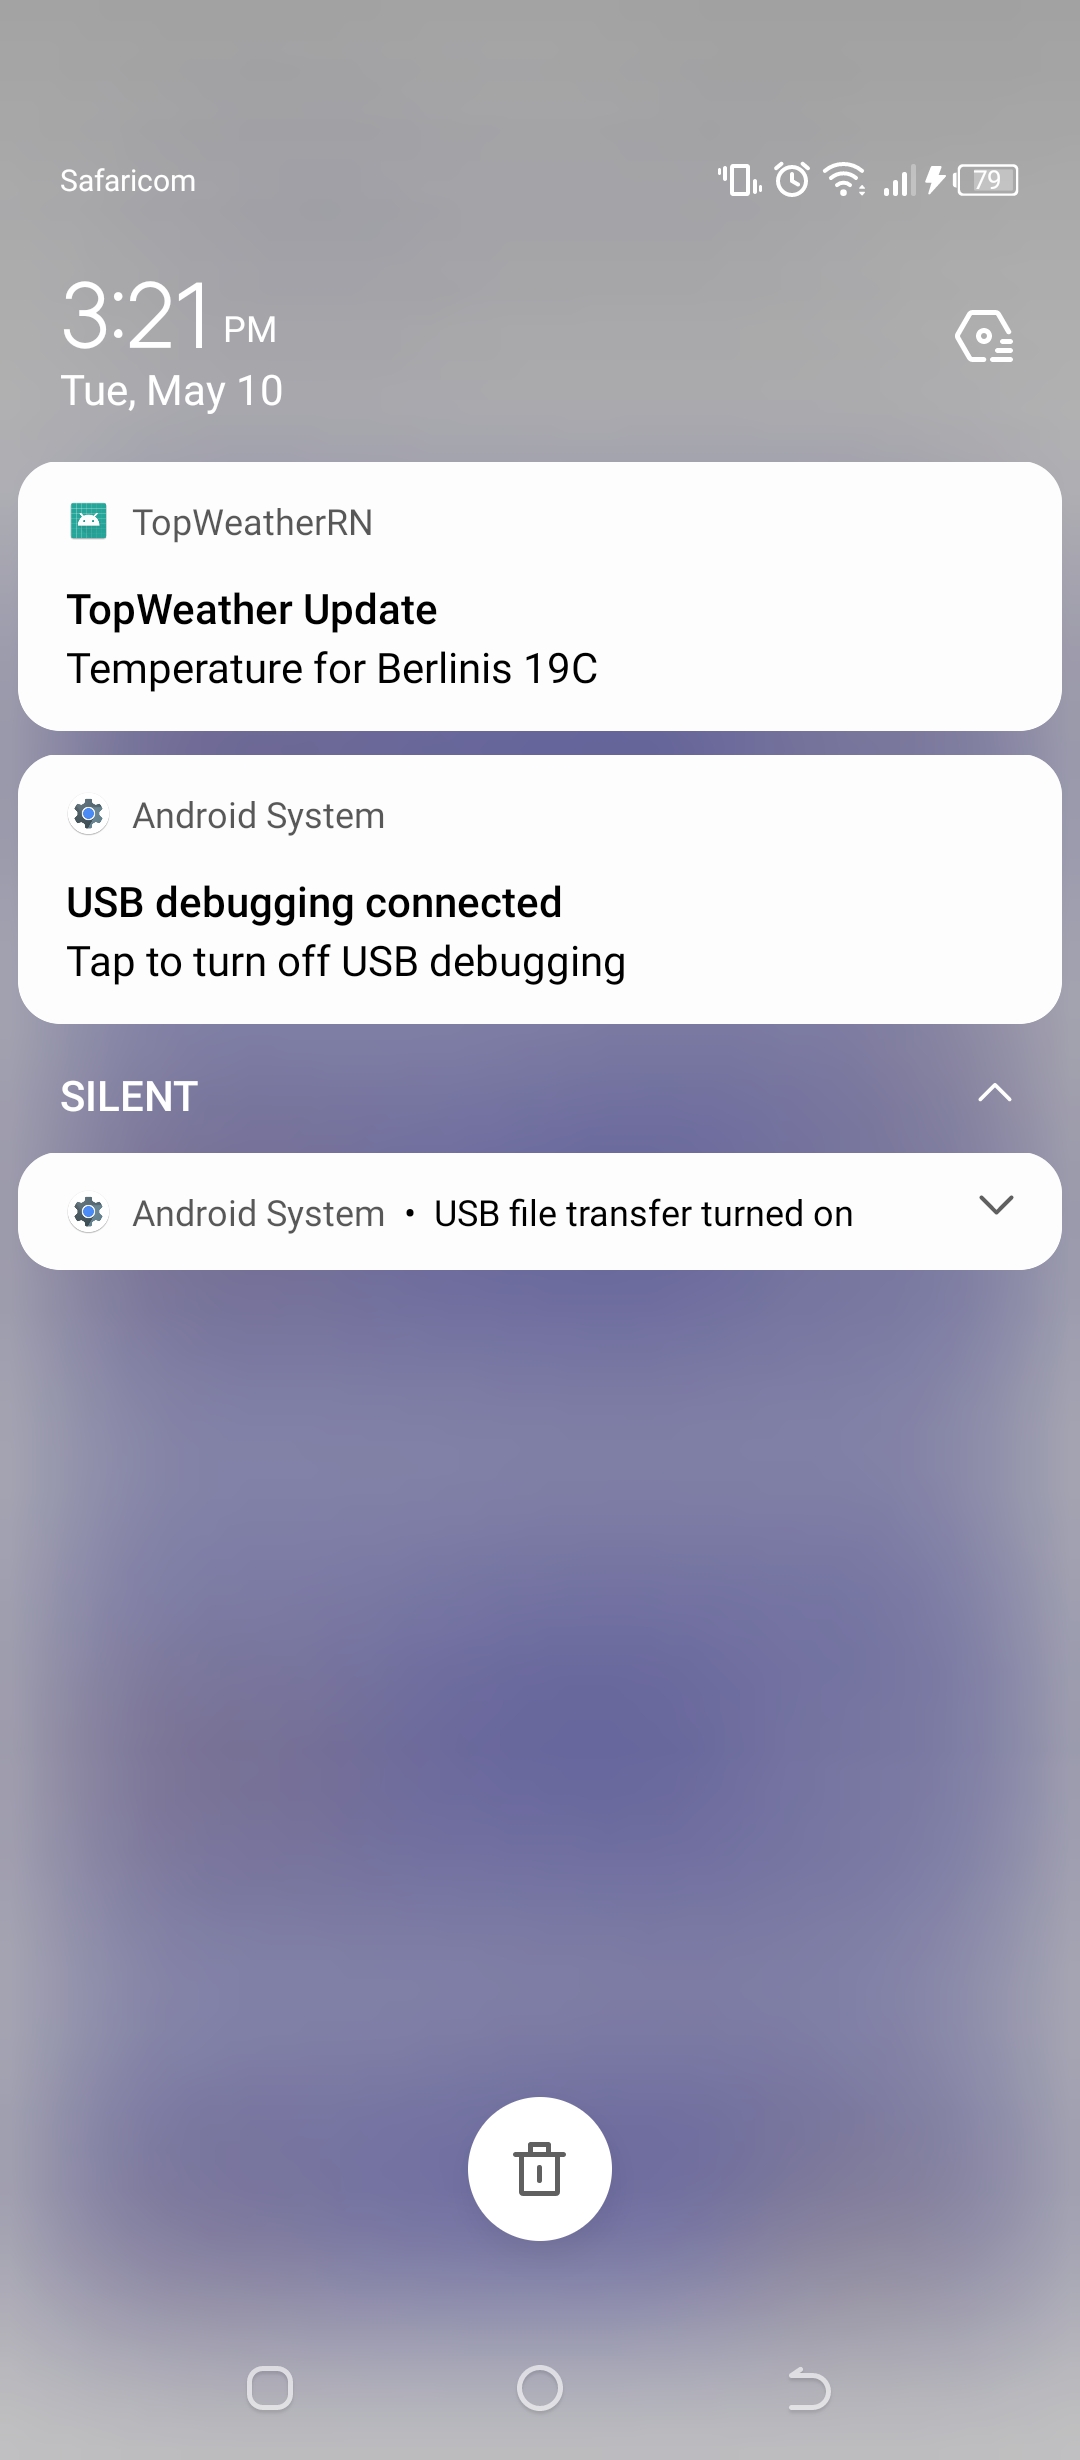 Safaricom 79
3:21 PM
Tue, May 10
TopWeatherRN
TopWeather Update
Temperature for Berlinis 19C
Android System
USB debugging connected
Tap to turn off USB debugging
SILENT
Android System • USB file transfer turned on